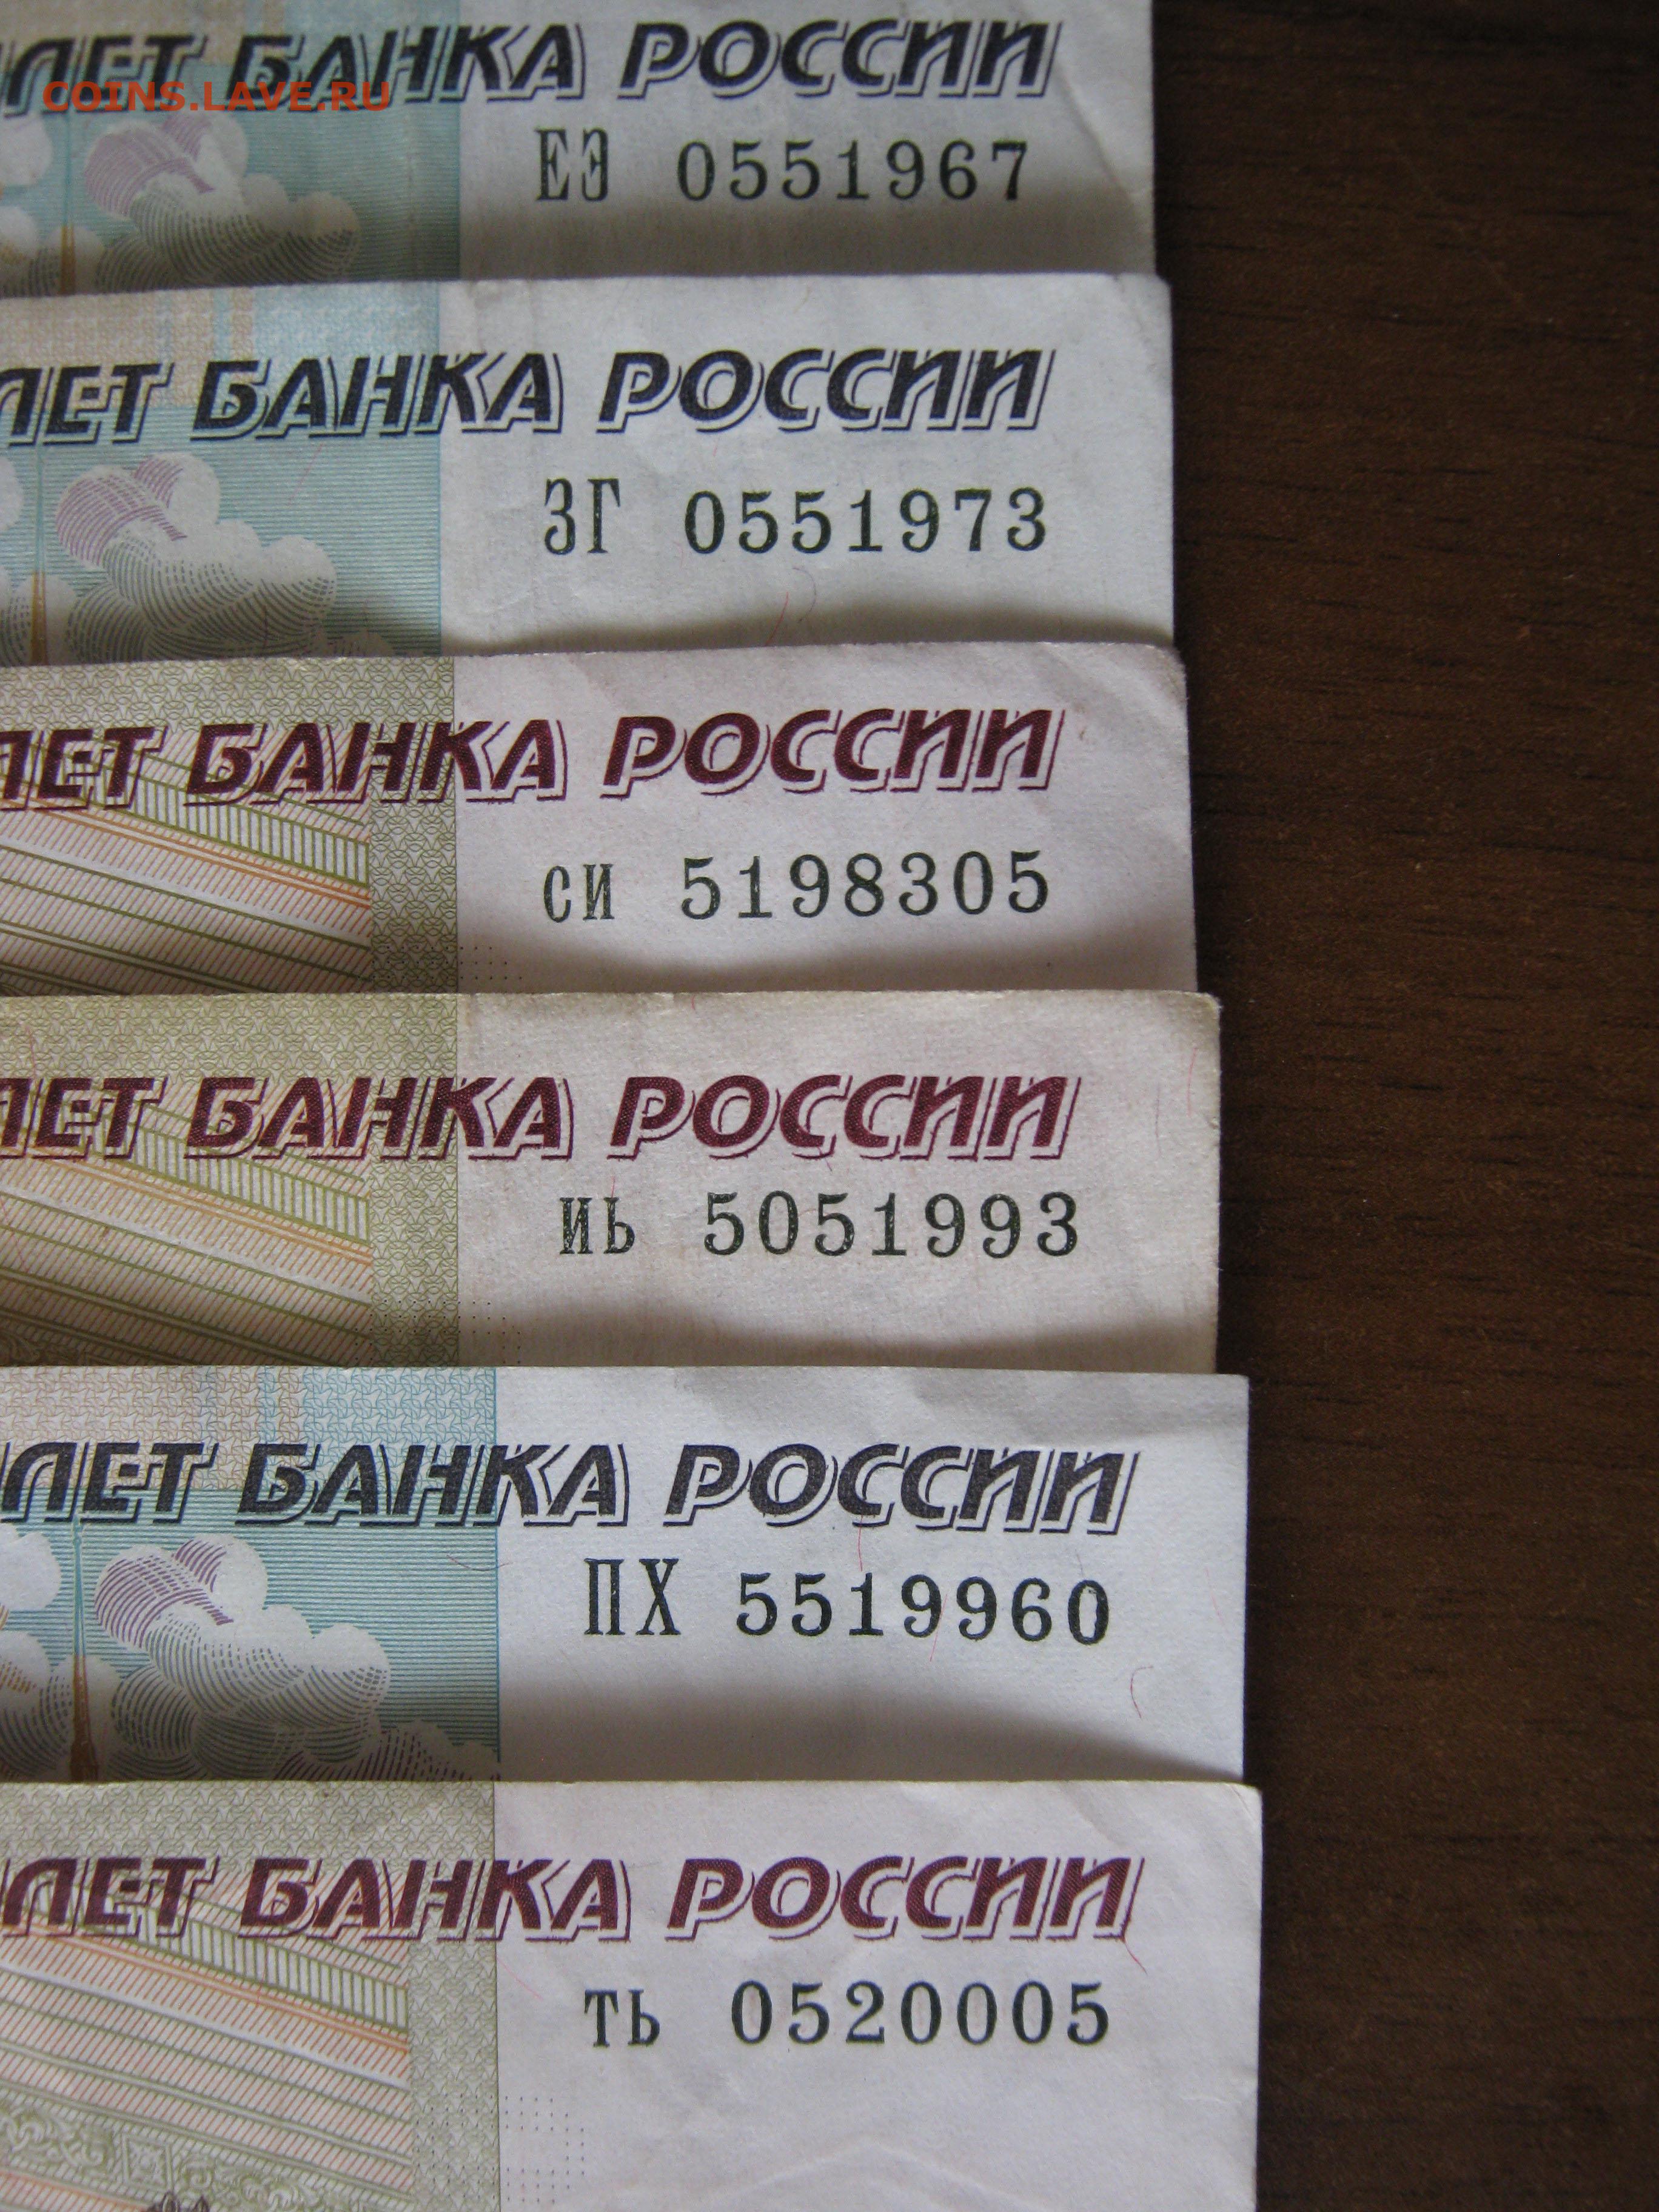 ЛЕТ БАНКА РОССИИ
COINS.LAVE.RU
ЕЭ 0551967
ЛЕТ БАНКА РОССИИ
ЗГ 0551973
ЛЕТ БАНКА РОССИИ
СИ 5198305
ЛЕТ БАНКА РОССИИ
ИЬ 5051993
ЛЕТ БАНКА РОССИИ
ПХ 5519960
ЛЕТ БАНКА РОССИИ
ТЬ 0520005